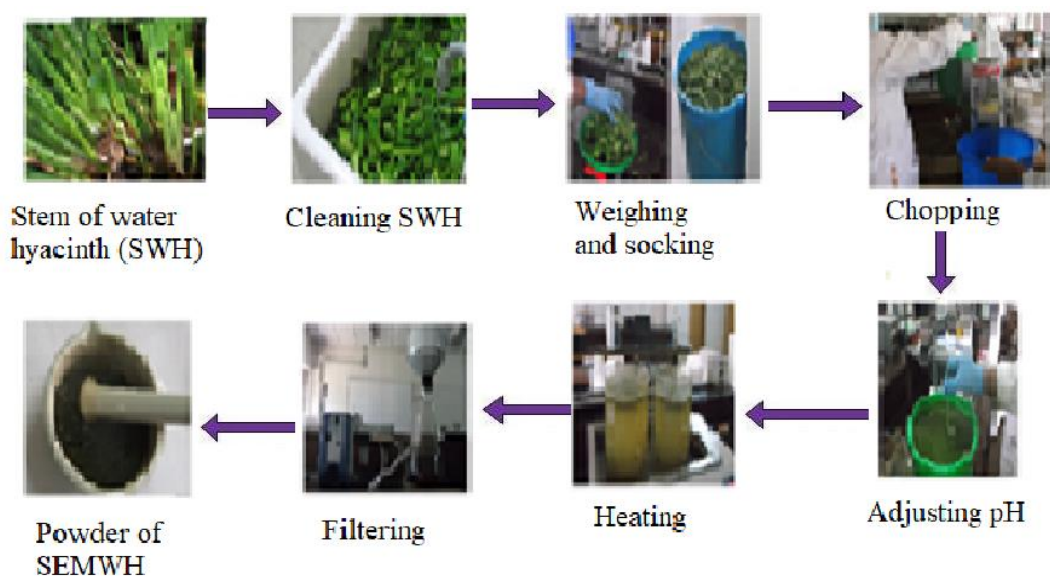 Stem of water
hyacinth (SWH)
Cleaning SWH
Weighing
and socking
Chopping
Adjusting pH
Heating
Filtering
Powder of
SEMWH